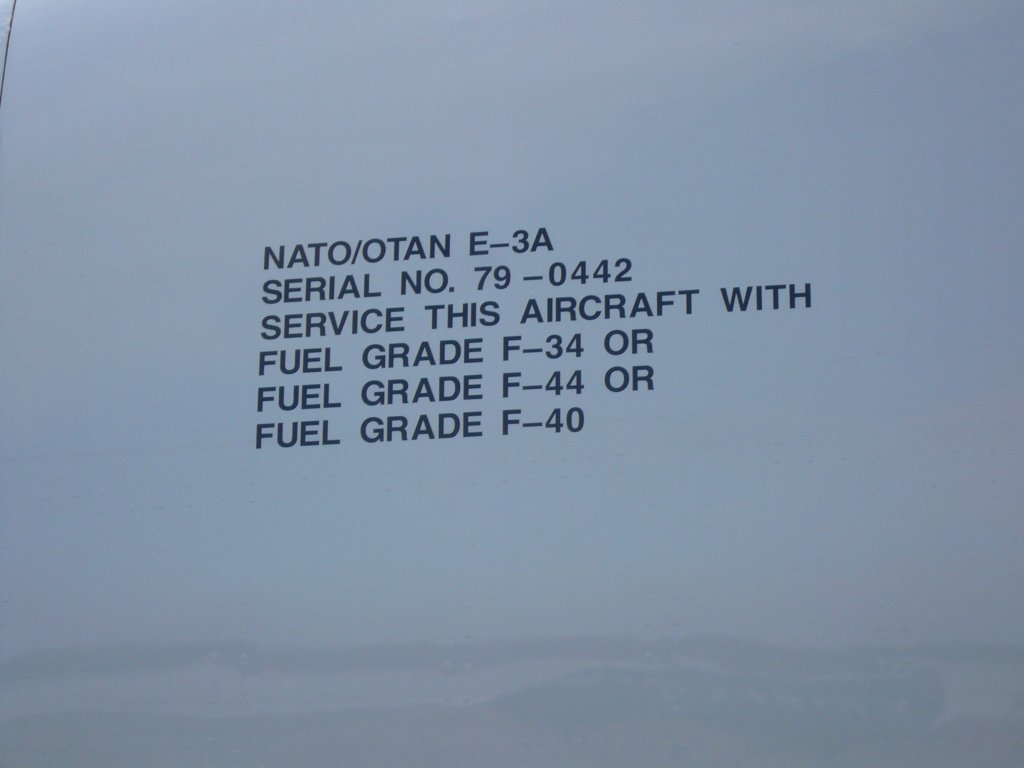 NATO/OTAN E-3A
SERIAL NO. 79-0442
SERVICE THIS AIRCRAFT WITH
FUEL GRADE F-34 OR
FUEL GRADE F-44 OR
FUEL GRADE F-40